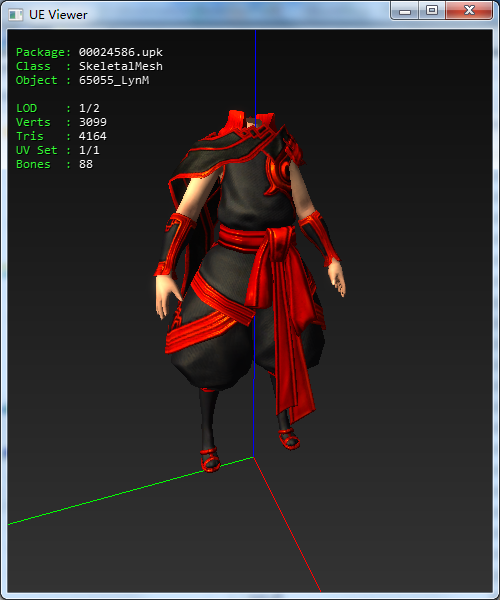 UE Viewer
Package: 00024586.upk
Class  : SkeletalMesh
Object : 65055_LynM
LOD    : 1/2
Verts  : 3099
Tris   : 4164
UV Set : 1/1
Bones  : 88